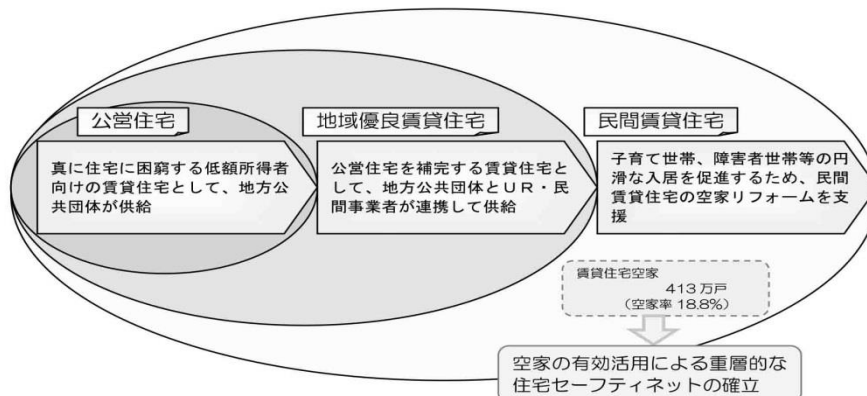 公営住宅
真に住宅に困窮する低額所得者
向けの賃貸住宅として、地方公
共団体が供給
地域優良賃貸住宅
公営住宅を補完する賃貸住宅と
して、地方公共団体とUR・民
間事業者が連携して供給
民間賃貸住宅
子育て世帯、障害者世帯等の円
滑な入居を促進するため、民間
賃貸住宅の空家リフォームを支
援
賃貸住宅空家
413万戸
(空家率 18.8%)
空家の有効活用による重層的な
住宅セーフティネットの確立